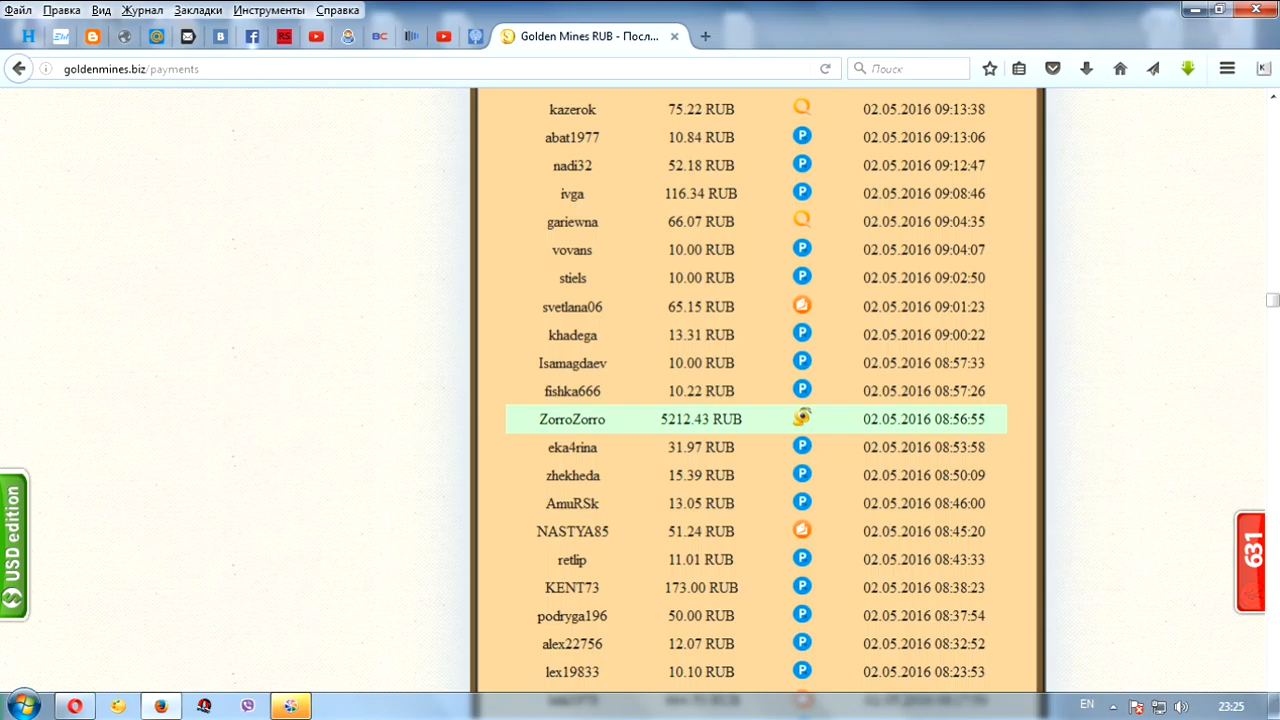 Файл Правка Вид Журнал Закладки Инструменты Справка
Golden Mines RUB - Посл...
goldenmines.biz/payments
Поиск
kazerok 75.22 RUB P 02.05.2016 09:13:38
abat1977 10.84 RUB P 02.05.2016 09:13:06
nadi32 52.18 RUB P 02.05.2016 09:12:47
ivga 116.34 RUB P 02.05.2016 09:08:46
gariewna 66.07 RUB 02.05.2016 09:04:35
vovans 10.00 RUB P 02.05.2016 09:04:07
stiels 10.00 RUB P 02.05.2016 09:02:50
svetlana06 65.15 RUB 02.05.2016 09:01:23
khadega 13.31 RUB P 02.05.2016 09:00:22
Isamagdaev 10.00 RUB P 02.05.2016 08:57:33
fishka666 10.22 RUB P 02.05.2016 08:57:26
ZorroZorro 5212.43 RUB 02.05.2016 08:56:55
eka4rina 31.97 RUB P 02.05.2016 08:53:58
zhekheda 15.39 RUB P 02.05.2016 08:50:09
AmuRSk 13.05 RUB P 02.05.2016 08:46:00
NASTYA85 51.24 RUB 02.05.2016 08:45:20
retlip 11.01 RUB P 02.05.2016 08:43:33
KENT73 173.00 RUB P 02.05.2016 08:38:23
podryga196 50.00 RUB P 02.05.2016 08:37:54
alex22756 12.07 RUB P 02.05.2016 08:32:52
lex19833 10.10 RUB P 02.05.2016 08:23:53
USD edition
631
EN 23:25